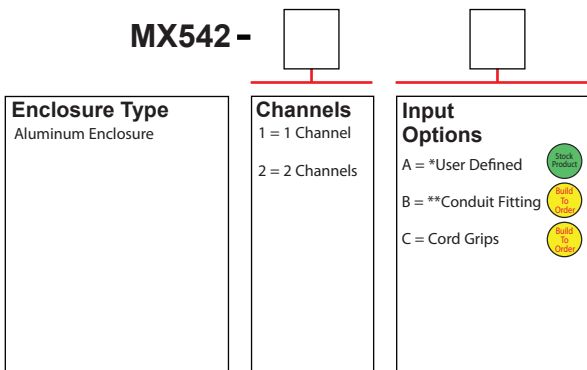 MX542-
Enclosure Type
Aluminum Enclosure
Channels
1 = 1 Channel
2 = 2 Channels
Input
Options
A = *User Defined
Stock
Product
B = **Conduit Fitting
Build
To
Order
C = Cord Grips
Build
To
Order